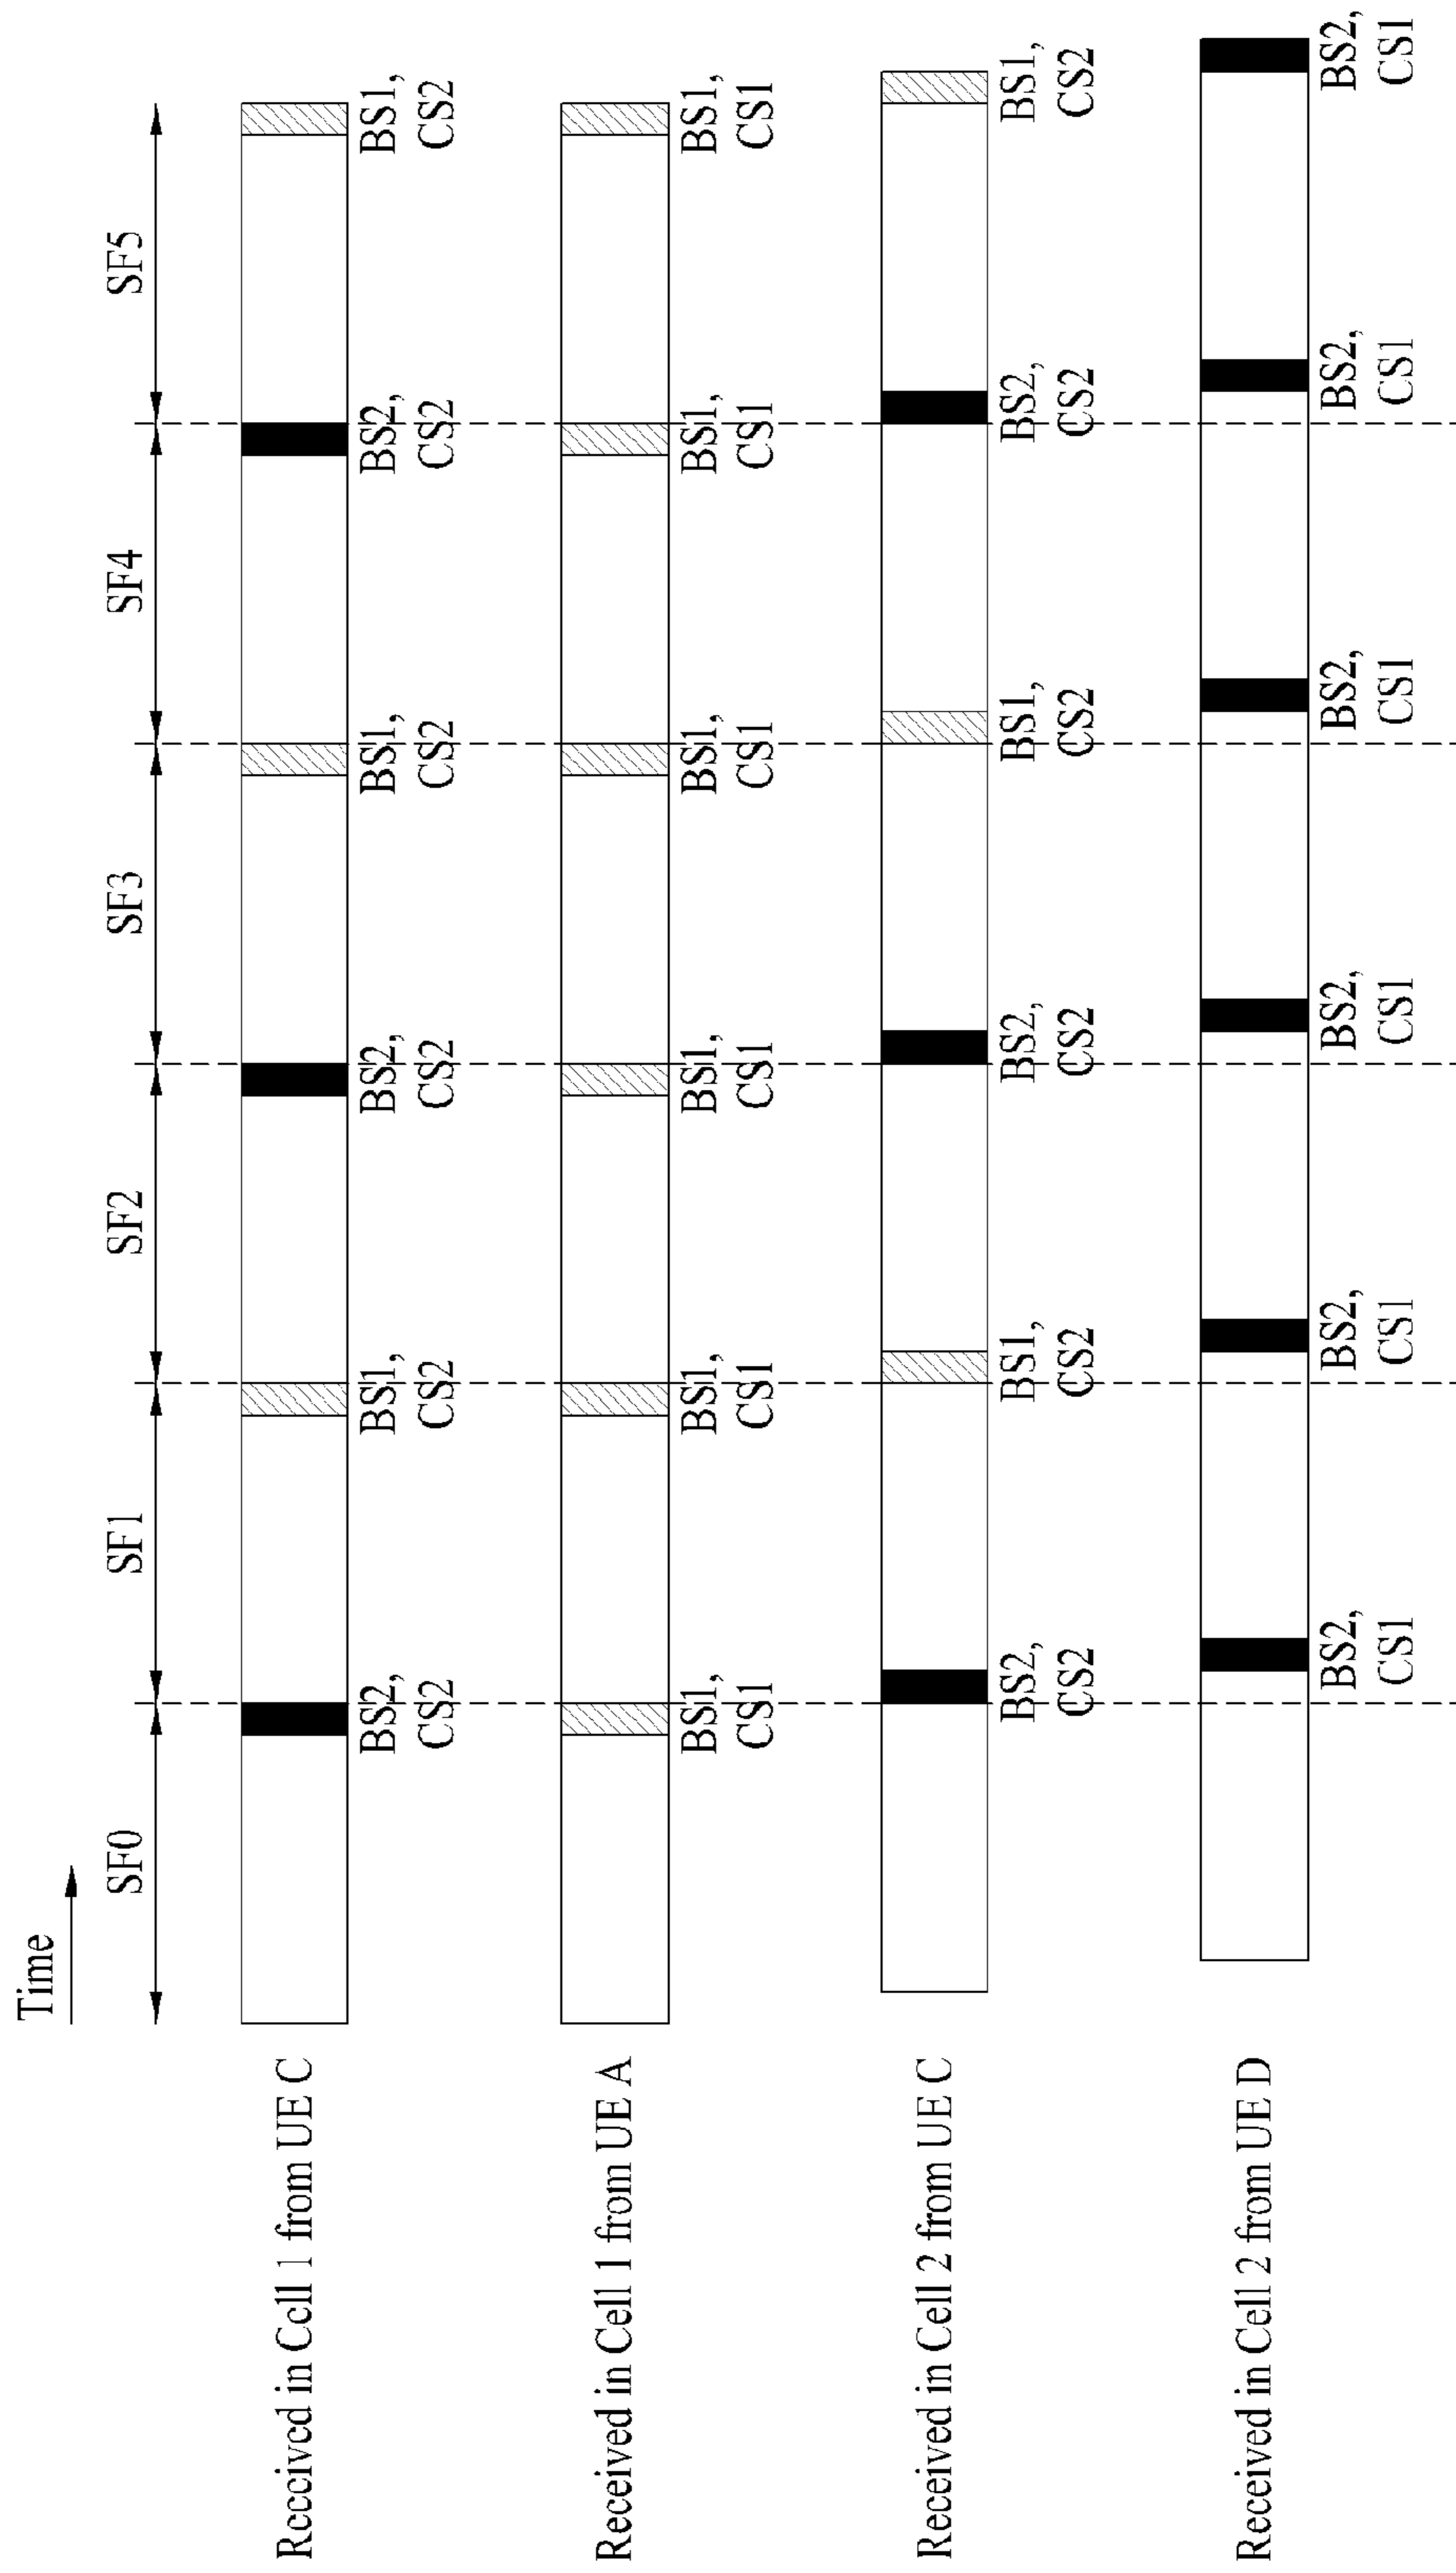 Time
SF0 SF1 SF2 SF3 SF4 SF5
Received in Cell 1 from UE C
BS2, BS1, BS2, BS1, BS2, BS1,
CS2 CS2 CS2 CS2 CS2 CS2
Received in Cell 1 from UE A
BS1, BS1, BS1, BS1, BS1, BS1,
CS1 CS1 CS1 CS1 CS1 CS1
Received in Cell 2 from UE C
BS2, BS1, BS2, BS1, BS2, BS1,
CS2 CS2 CS2 CS2 CS2 CS2
Received in Cell 2 from UE D
BS2, BS2, BS2, BS2, BS2, BS2,
CS1 CS1 CS1 CS1 CS1 CS1